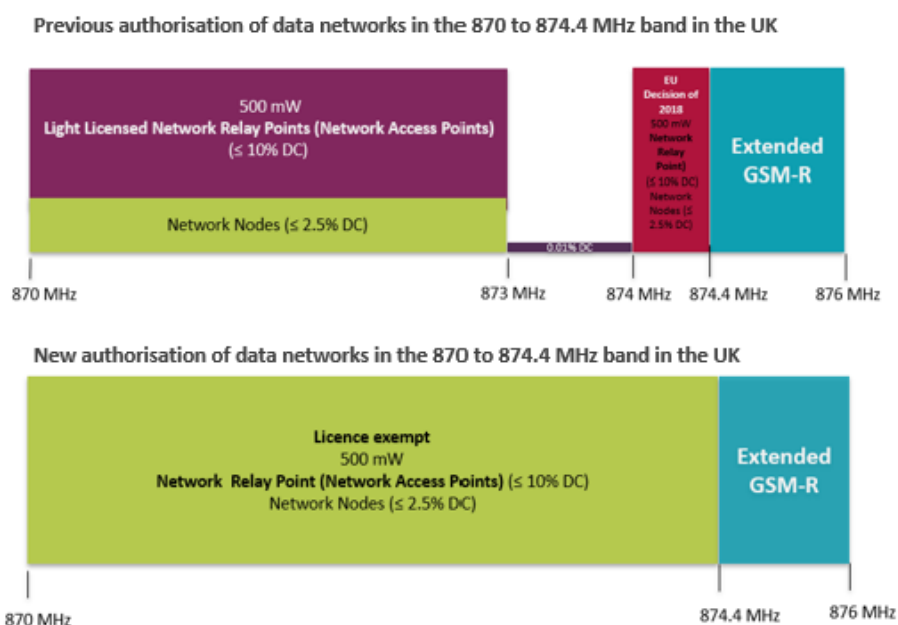 Previous authorisation of data networks in the 870 to 874.4 MHz band in the UK
500 mW
Light Licensed Network Relay Points (Network Access Points)
(≤ 10% DC)
Network Nodes (≤ 2.5% DC)
0.01% DC
EU
Decision of
2018
500 mW
Network
Relay
Point)
(≤ 10% DC)
Network
Nodes (≤
2.5% DC)
Extended
GSM-R
870 MHz
873 MHz
874 MHz
874.4 MHz
876 MHz
New authorisation of data networks in the 870 to 874.4 MHz band in the UK
Licence exempt
500 mW
Network Relay Point (Network Access Points) (≤ 10% DC)
Network Nodes (≤ 2.5% DC)
Extended
GSM-R
870 MHz
874.4 MHz
876 MHz